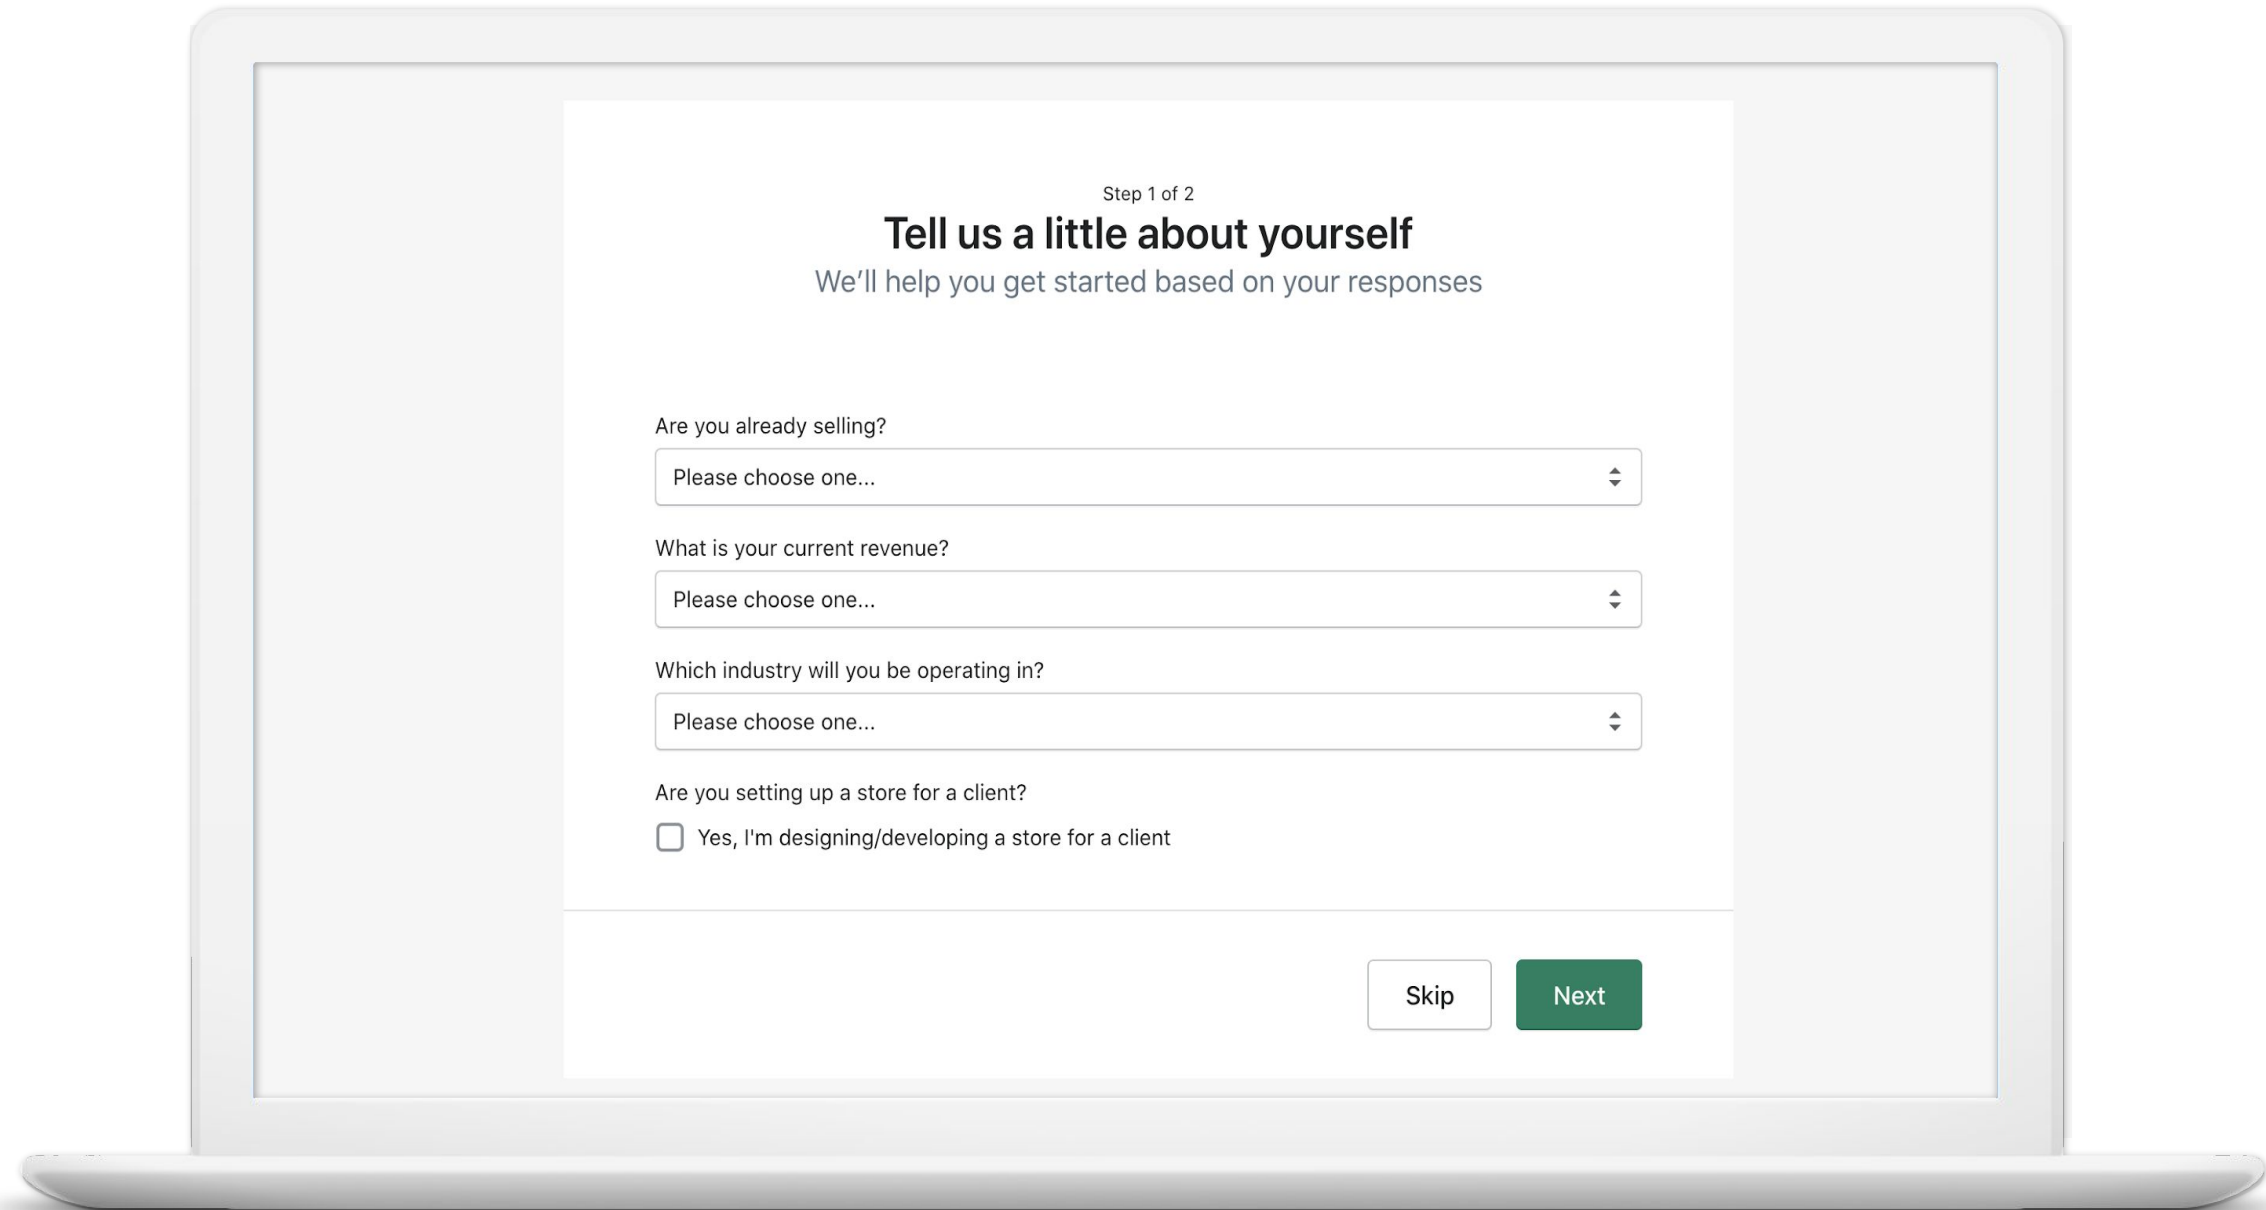 Step 1 of 2
Tell us a little about yourself
We’ll help you get started based on your responses
Are you already selling?
Please choose one...
What is your current revenue?
Please choose one...
Which industry will you be operating in?
Please choose one...
Are you setting up a store for a client?
Yes, I'm designing/developing a store for a client
Skip
Next